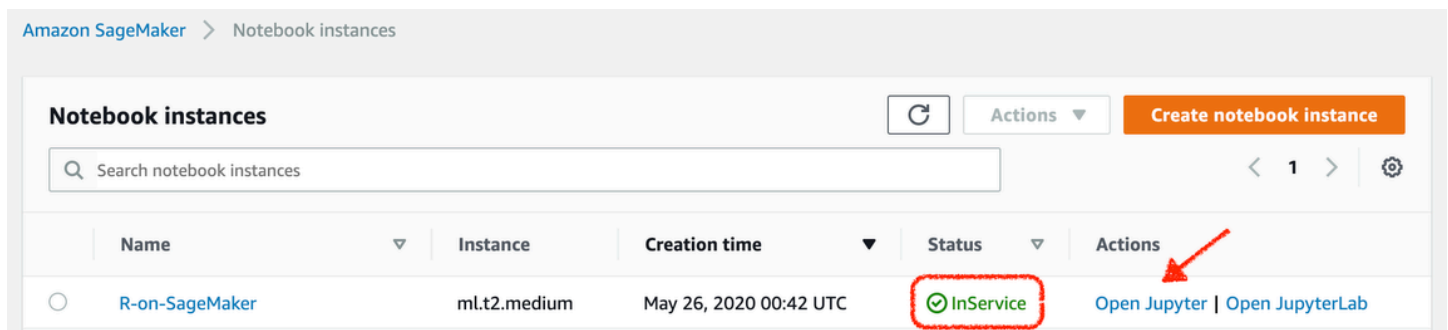 Amazon SageMaker > Notebook instances
Notebook instances
Actions
Create notebook instance
Search notebook instances
< 1 >
Name Instance Creation time Status Actions
R-on-SageMaker ml.t2.medium May 26, 2020 00:42 UTC InService Open Jupyter | Open JupyterLab